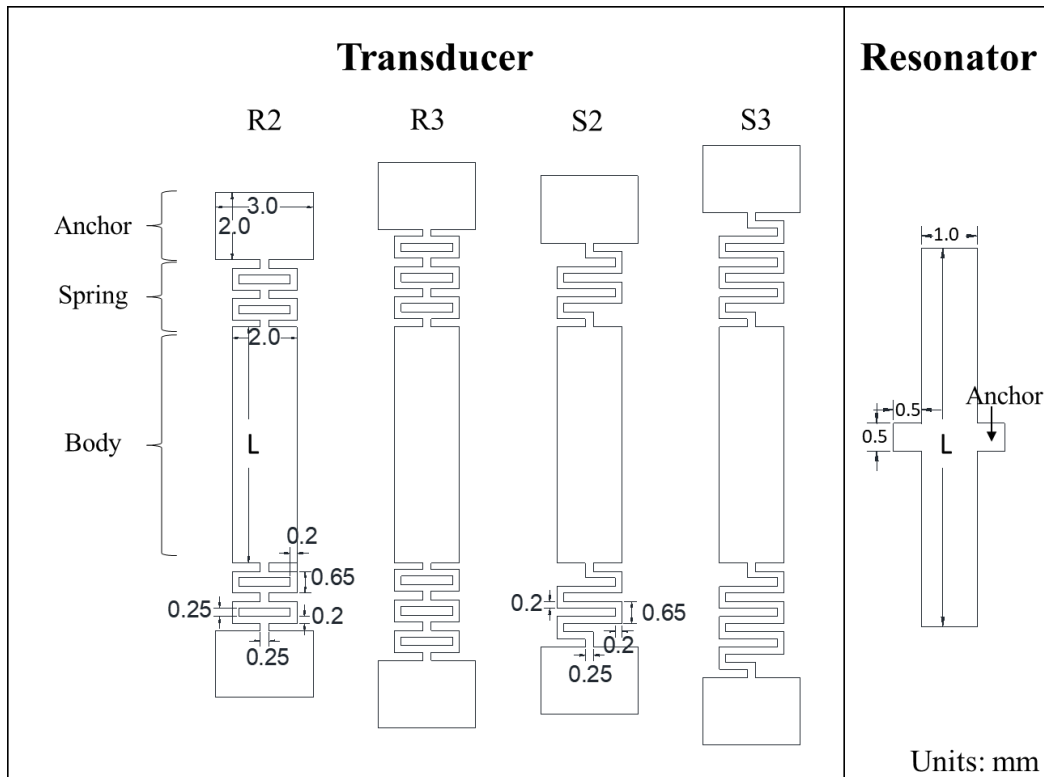 Transducer
Resonator
R2
R3
S2
S3
Anchor
3.0
2.0
Spring
2.0
Body
L
0.2
0.65
0.25
0.2
0.25
0.2
0.65
0.2
0.25
1.0
Anchor
0.5
0.5
L
Units: mm